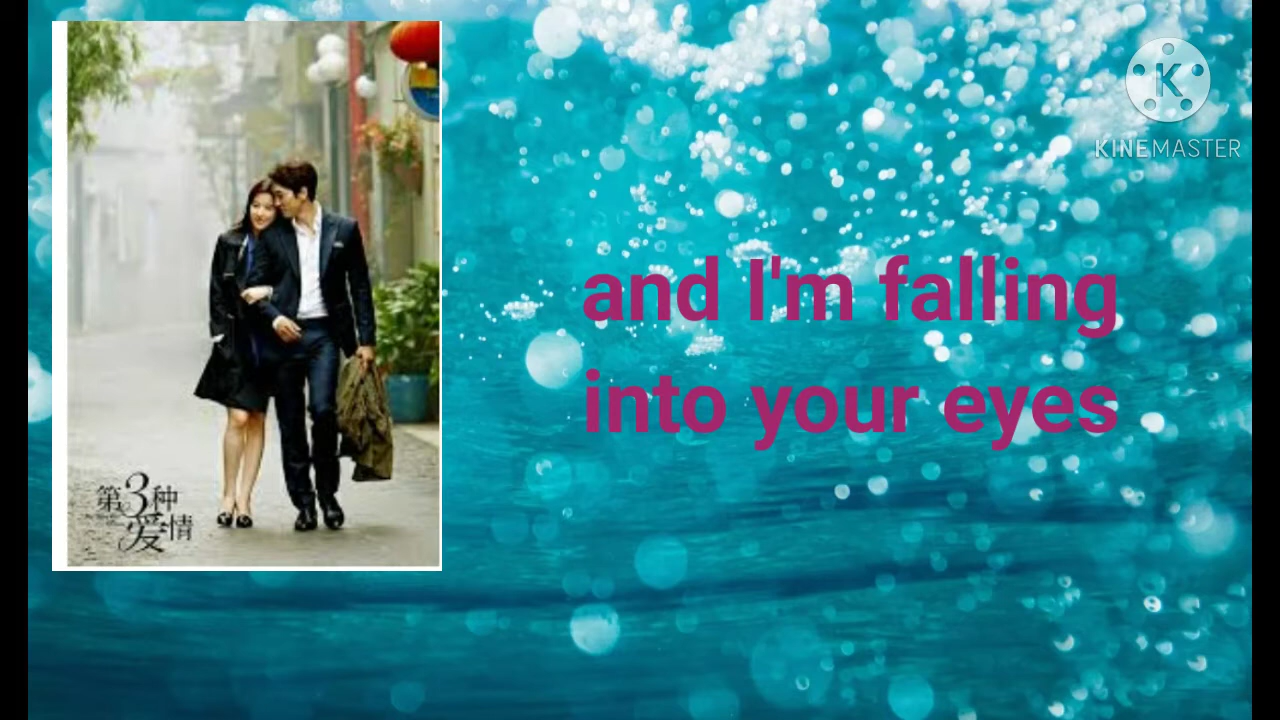 第3种
爱情
and I'm falling
into your eyes
K
KINEMASTER